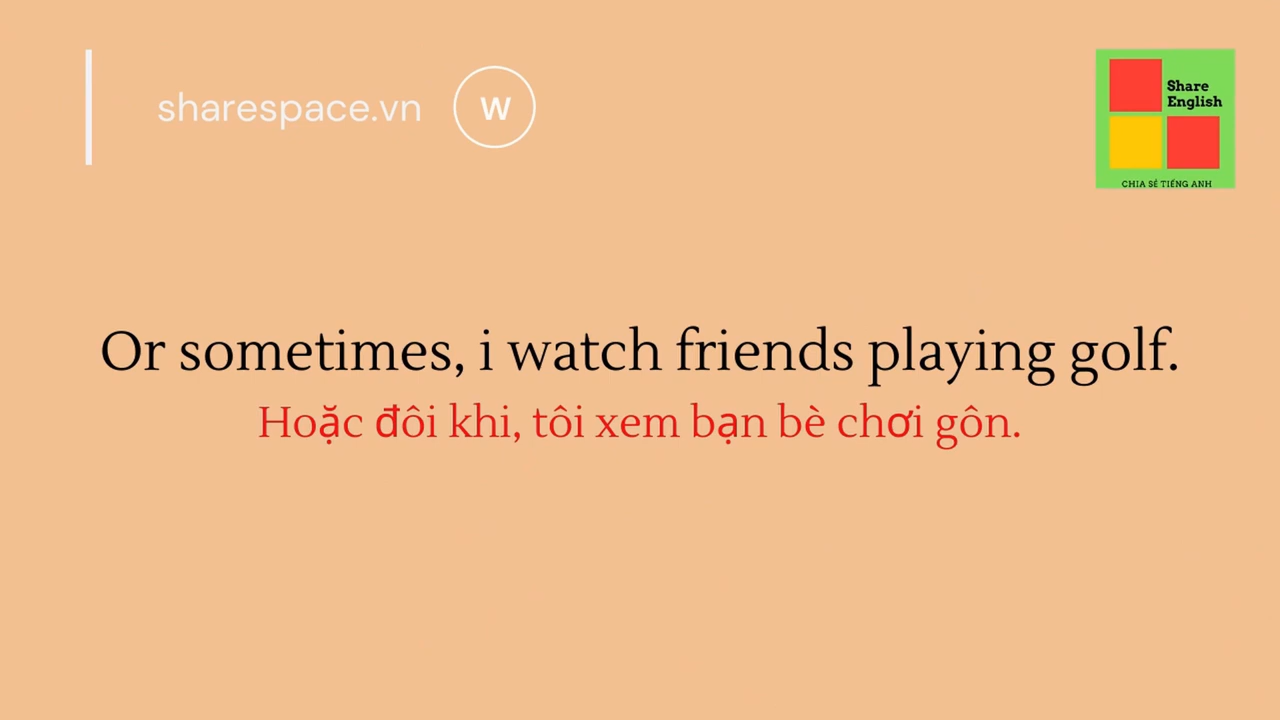 sharespace.vn
W
Share
English
CHIA SẺ TIẾNG ANH
Or sometimes, i watch friends playing golf.
Hoặc đôi khi, tôi xem bạn bè chơi gôn.